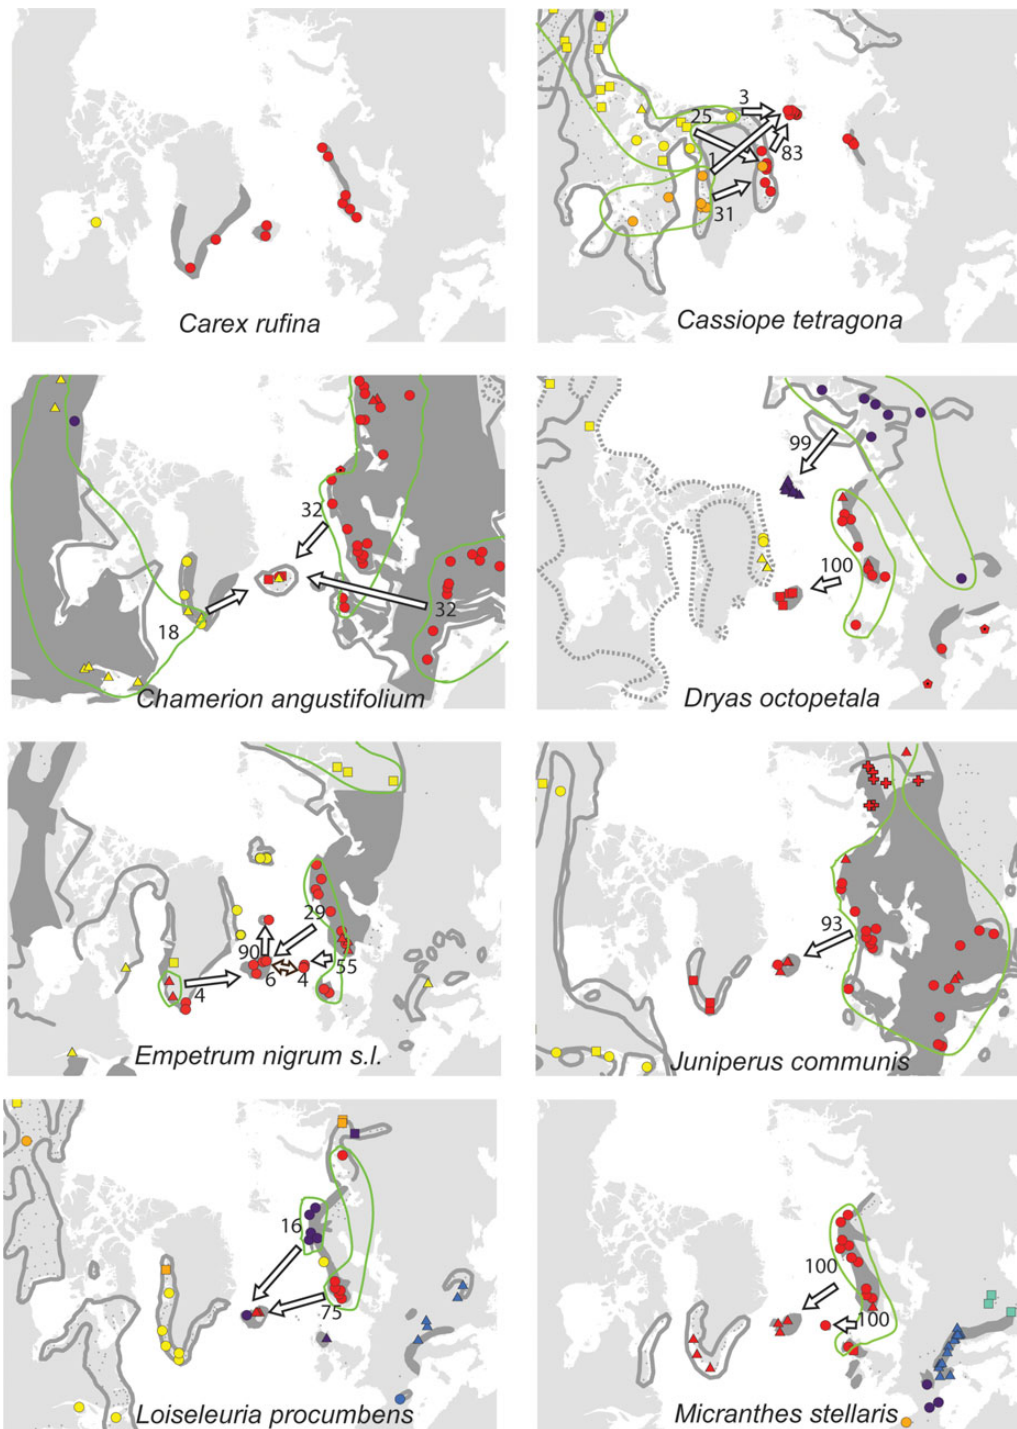 Carex rufina
3
25
1
83
31
Cassiope tetragona
32
32
18
Chamerion angustifolium
99
100
Dryas octopetala
29
90
55
6
4
4
Empetrum nigrum s.l.
93
Juniperus communis
16
75
Loiseleuria procumbens
100
100
Micranthes stellaris